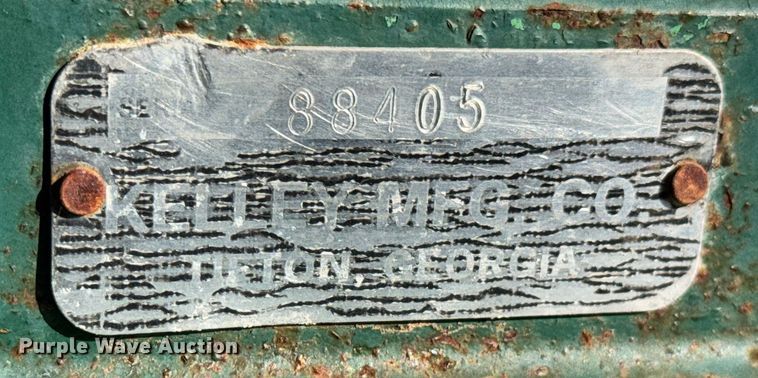 88405
KELLEY MFG. CO.
TIFTON, GEORGIA
Purple Wave Auction